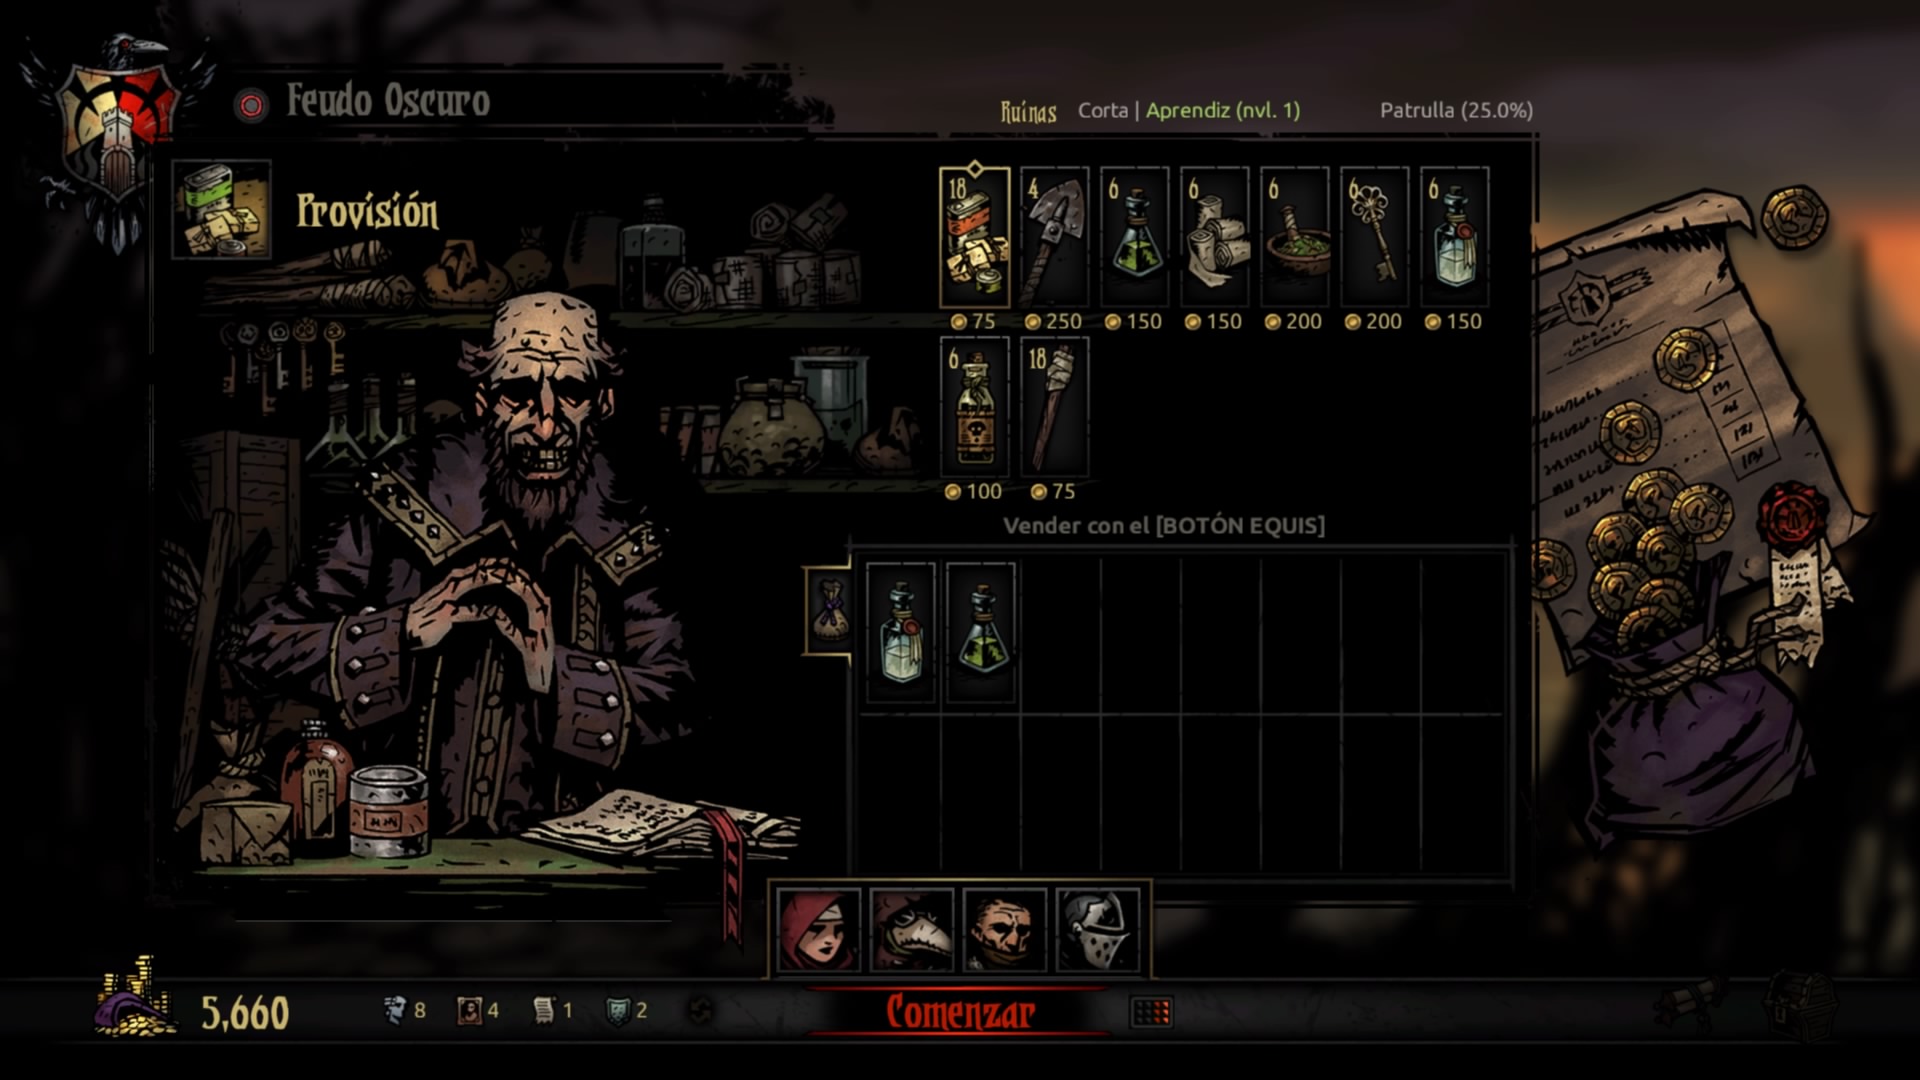 Feudo Oscuro
Ruinas Corta | Aprendiz (nvl. 1) Patrulla (25.0%)
Provisión
18 4 6 6 6 6 6
75 250 150 150 200 200 150
6 18
100 75
Vender con el [BOTÓN EQUIS]
5,660 8 4 1 2 Comenzar